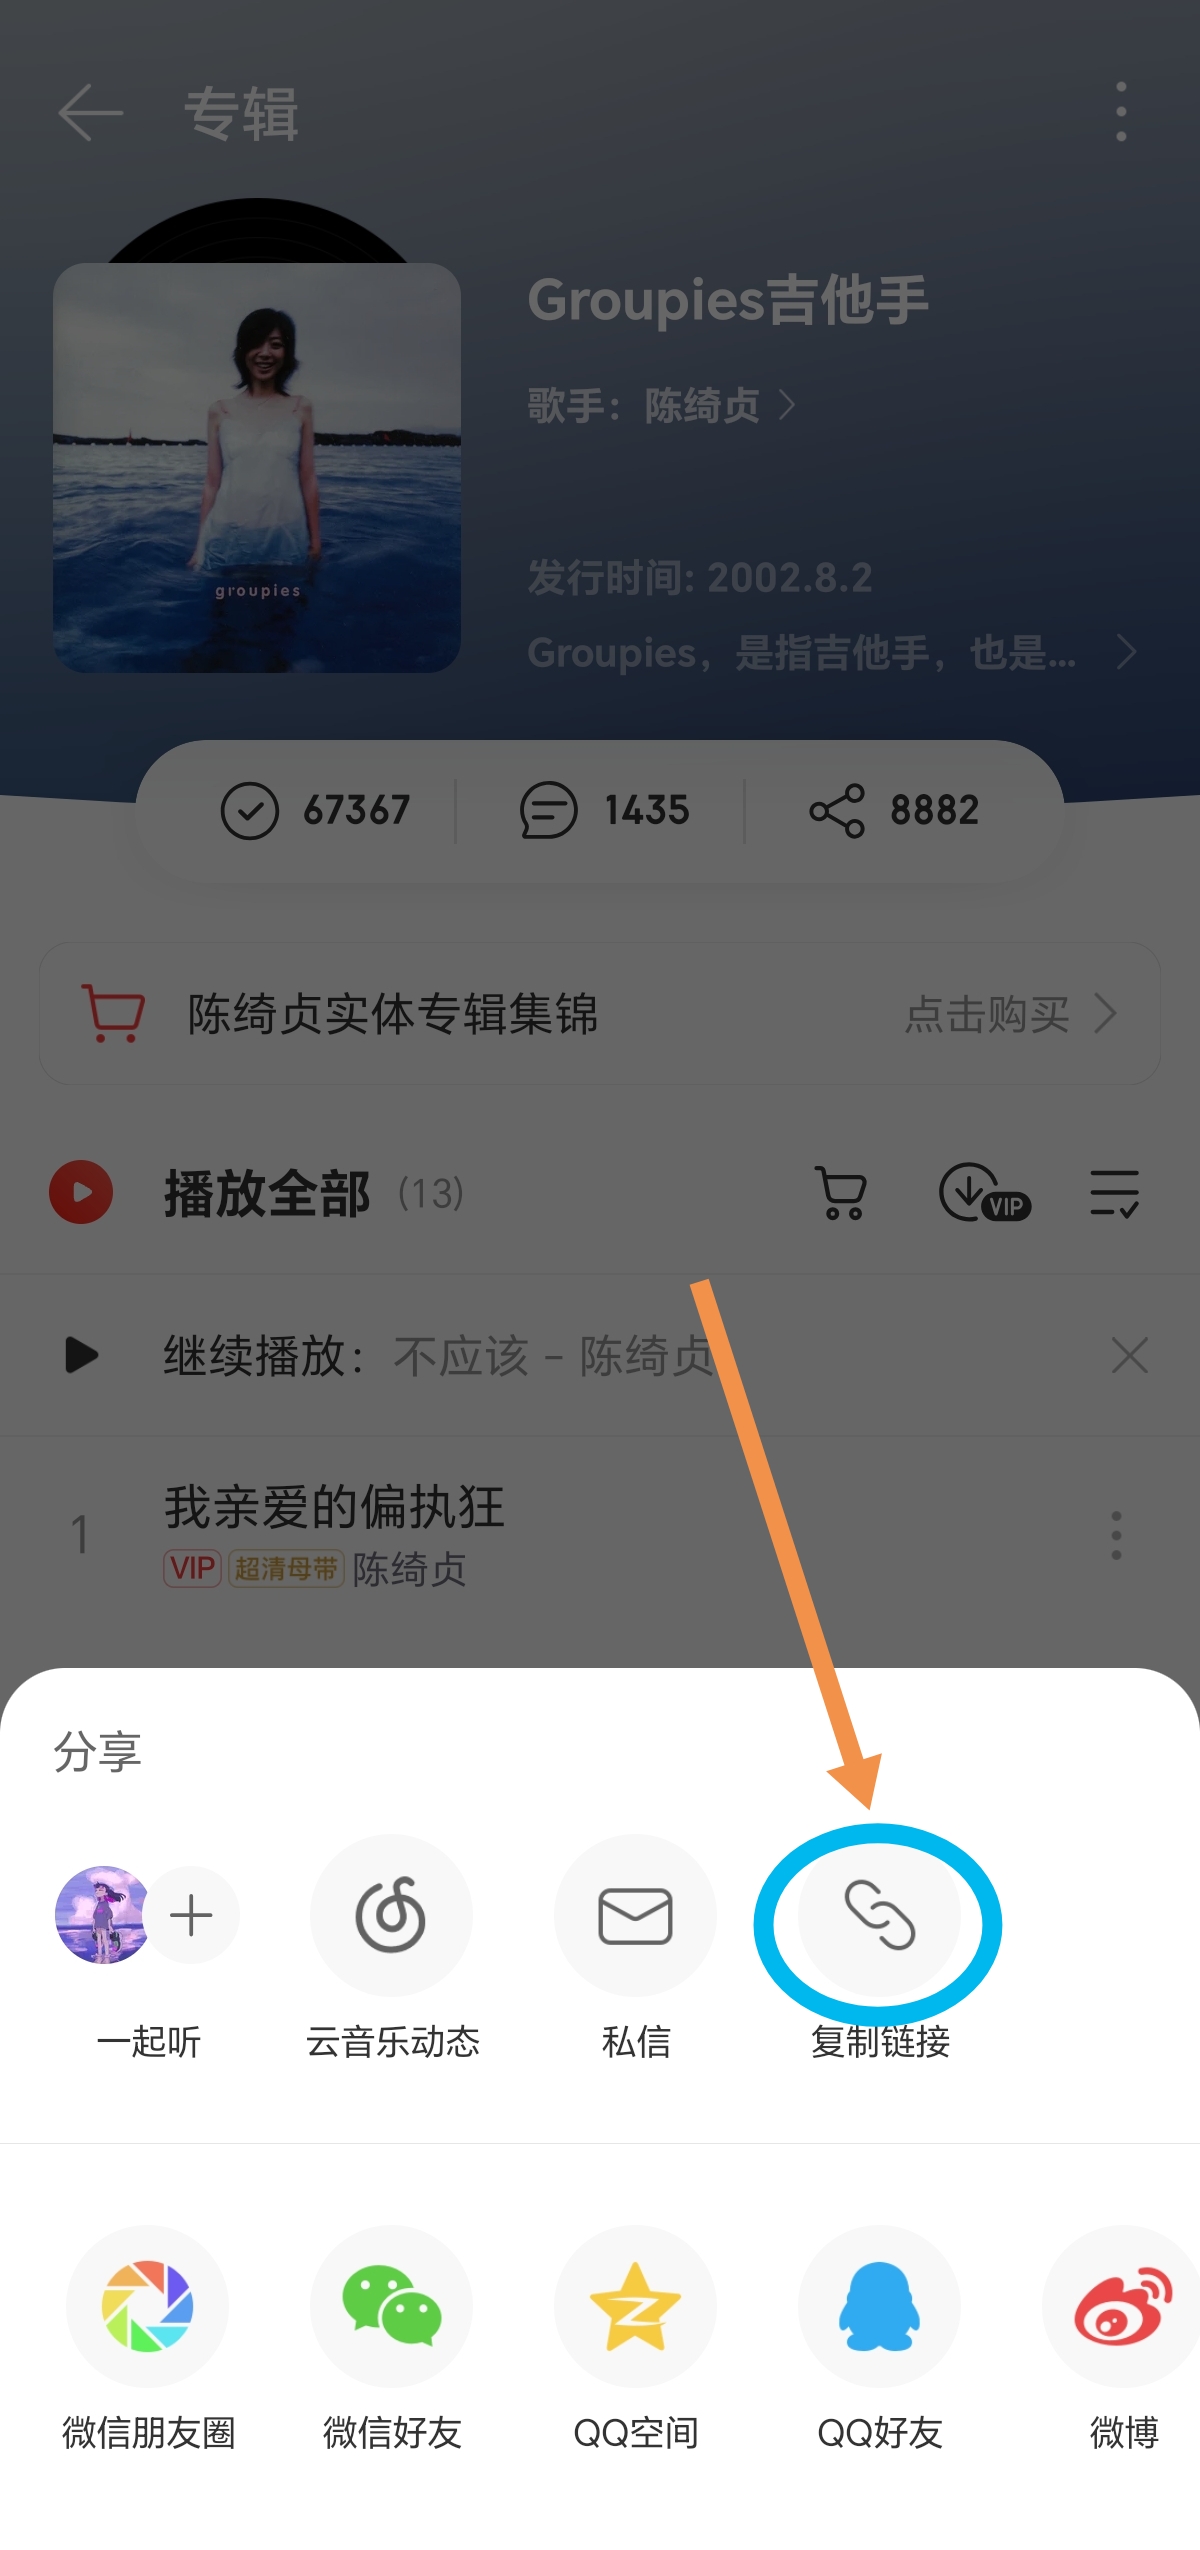 专辑
Groupies吉他手
歌手：陈绮贞
groupies
发行时间: 2002.8.2
Groupies，是指吉他手，也是...
67367
1435
8882
陈绮贞实体专辑集锦
点击购买
播放全部 (13)
VIP
继续播放：不应该 - 陈绮贞
1
我亲爱的偏执狂
VIP 超清母带 陈绮贞
分享
一起听
云音乐动态
私信
复制链接
微信朋友圈
微信好友
QQ空间
QQ好友
微博